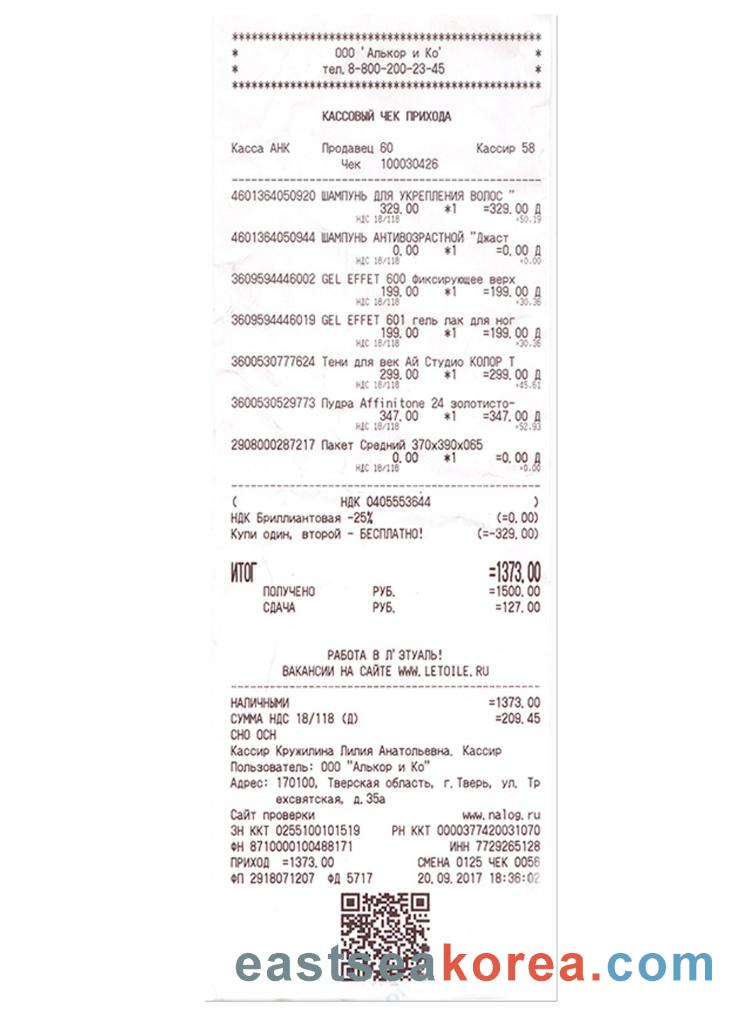 ****************************************************
* ООО 'Алькор и Ко' *
* тел.8-800-200-23-45 *
****************************************************
КАССОВЫЙ ЧЕК ПРИХОДА
Касса АНК Продавец 60 Кассир 58
Чек 100030426
4601364050920 ШАМПУНЬ ДЛЯ УКРЕПЛЕНИЯ ВОЛОС "
329.00 *1 =329.00 Д
НДС 18/118 =50.19
4601364050944 ШАМПУНЬ АНТИВОЗРАСТНОЙ "Джаст
0.00 *1 =0.00 Д
НДС 18/118 =0.00
3609594446002 GEL EFFET 600 Фиксирующее верх
199.00 *1 =199.00 Д
НДС 18/118 =30.36
3609594446019 GEL EFFET 601 гель лак для ног
199.00 *1 =199.00 Д
НДС 18/118 =30.36
3600530777624 Тени для век Ай Студио КОЛОР Т
299.00 *1 =299.00 Д
НДС 18/118 =45.61
3600530529773 Пудра Affinitone 24 золотисто-
347.00 *1 =347.00 Д
НДС 18/118 =52.93
2908000287217 Пакет Средний 370х390х065
0.00 *1 =0.00 Д
НДС 18/118 =0.00
( НДК 0405553644 )
НДК Бриллиантовая -25% (=0.00)
Купи один, второй - БЕСПЛАТНО! (=-329.00)
ИТОГ =1373.00
ПОЛУЧЕНО РУБ. =1500.00
СДАЧА РУБ. =127.00
РАБОТА В Л'ЭТУАЛЬ!
ВАКАНСИИ НА САЙТЕ WWW.LETOILE.RU
НАЛИЧНЫМИ =1373.00
СУММА НДС 18/118 (Д) =209.45
СНО ОСН
Кассир Кружилина Лилия Анатольевна. Кассир
Пользователь: ООО "Алькор и Ко"
Адрес: 170100, Тверская область, г.Тверь, ул. Тр
ехсвятская, д.35а
Сайт проверки www.nalog.ru
ЗН ККТ 0255100101519 РН ККТ 0000377420031070
ФН 8710000100488171 ИНН 7729265128
ПРИХОД =1373.00 СМЕНА 0125 ЧЕК 0056
ФП 2918071207 ФД 5717 20.09.2017 18:36:02
eastseakorea.com